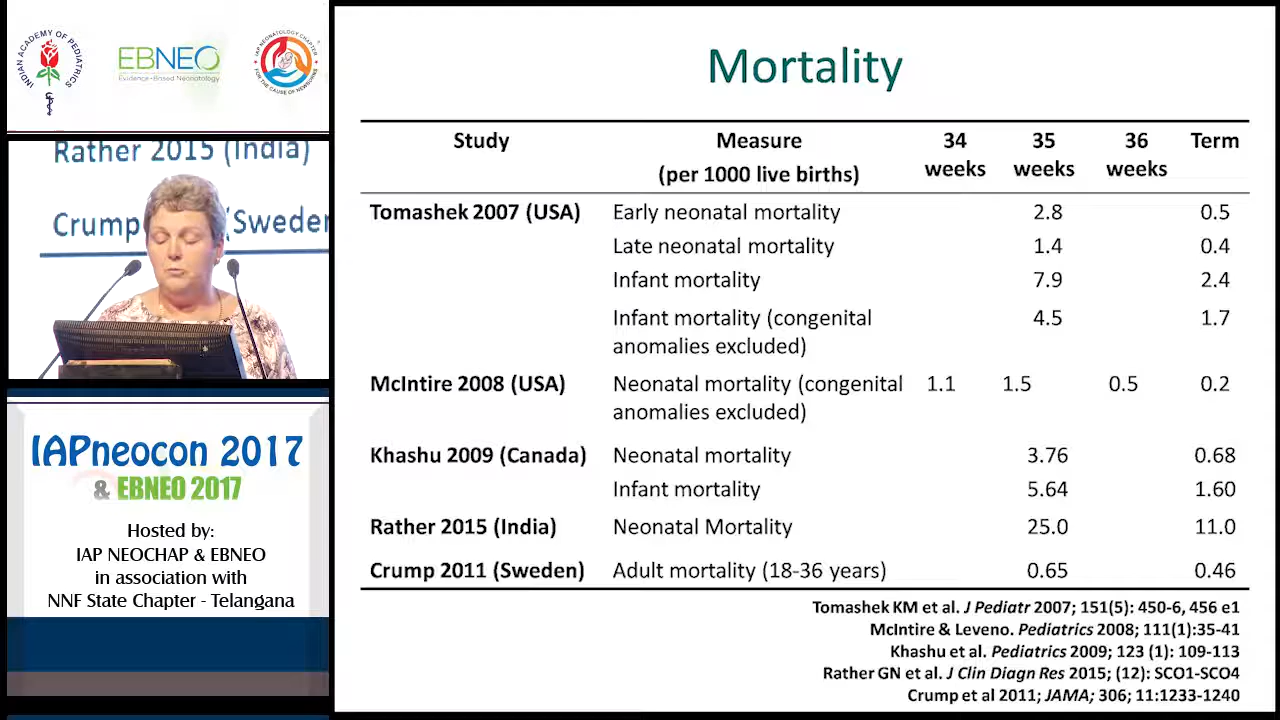 INDIAN ACADEMY OF PEDIATRICS
EBNEO
Evidence-Based Neonatology
IAP NEONATOLOGY CHAPTER
FOR THE CAUSE OF NEWBORNS
Rather 2015 (India)
Crump (Sweden
IAPneocon 2017
& EBNEO 2017
Hosted by:
IAP NEOCHAP & EBNEO
in association with
NNF State Chapter - Telangana
Mortality
Study Measure 34 35 36 Term
(per 1000 live births) weeks weeks weeks
Tomashek 2007 (USA) Early neonatal mortality 2.8 0.5
Late neonatal mortality 1.4 0.4
Infant mortality 7.9 2.4
Infant mortality (congenital 4.5 1.7
anomalies excluded)
McIntire 2008 (USA) Neonatal mortality (congenital 1.1 1.5 0.5 0.2
anomalies excluded)
Khashu 2009 (Canada) Neonatal mortality 3.76 0.68
Infant mortality 5.64 1.60
Rather 2015 (India) Neonatal Mortality 25.0 11.0
Crump 2011 (Sweden) Adult mortality (18-36 years) 0.65 0.46
Tomashek KM et al. J Pediatr 2007; 151(5): 450-6, 456 e1
McIntire & Leveno. Pediatrics 2008; 111(1):35-41
Khashu et al. Pediatrics 2009; 123 (1): 109-113
Rather GN et al. J Clin Diagn Res 2015; (12): SCO1-SCO4
Crump et al 2011; JAMA; 306; 11:1233-1240